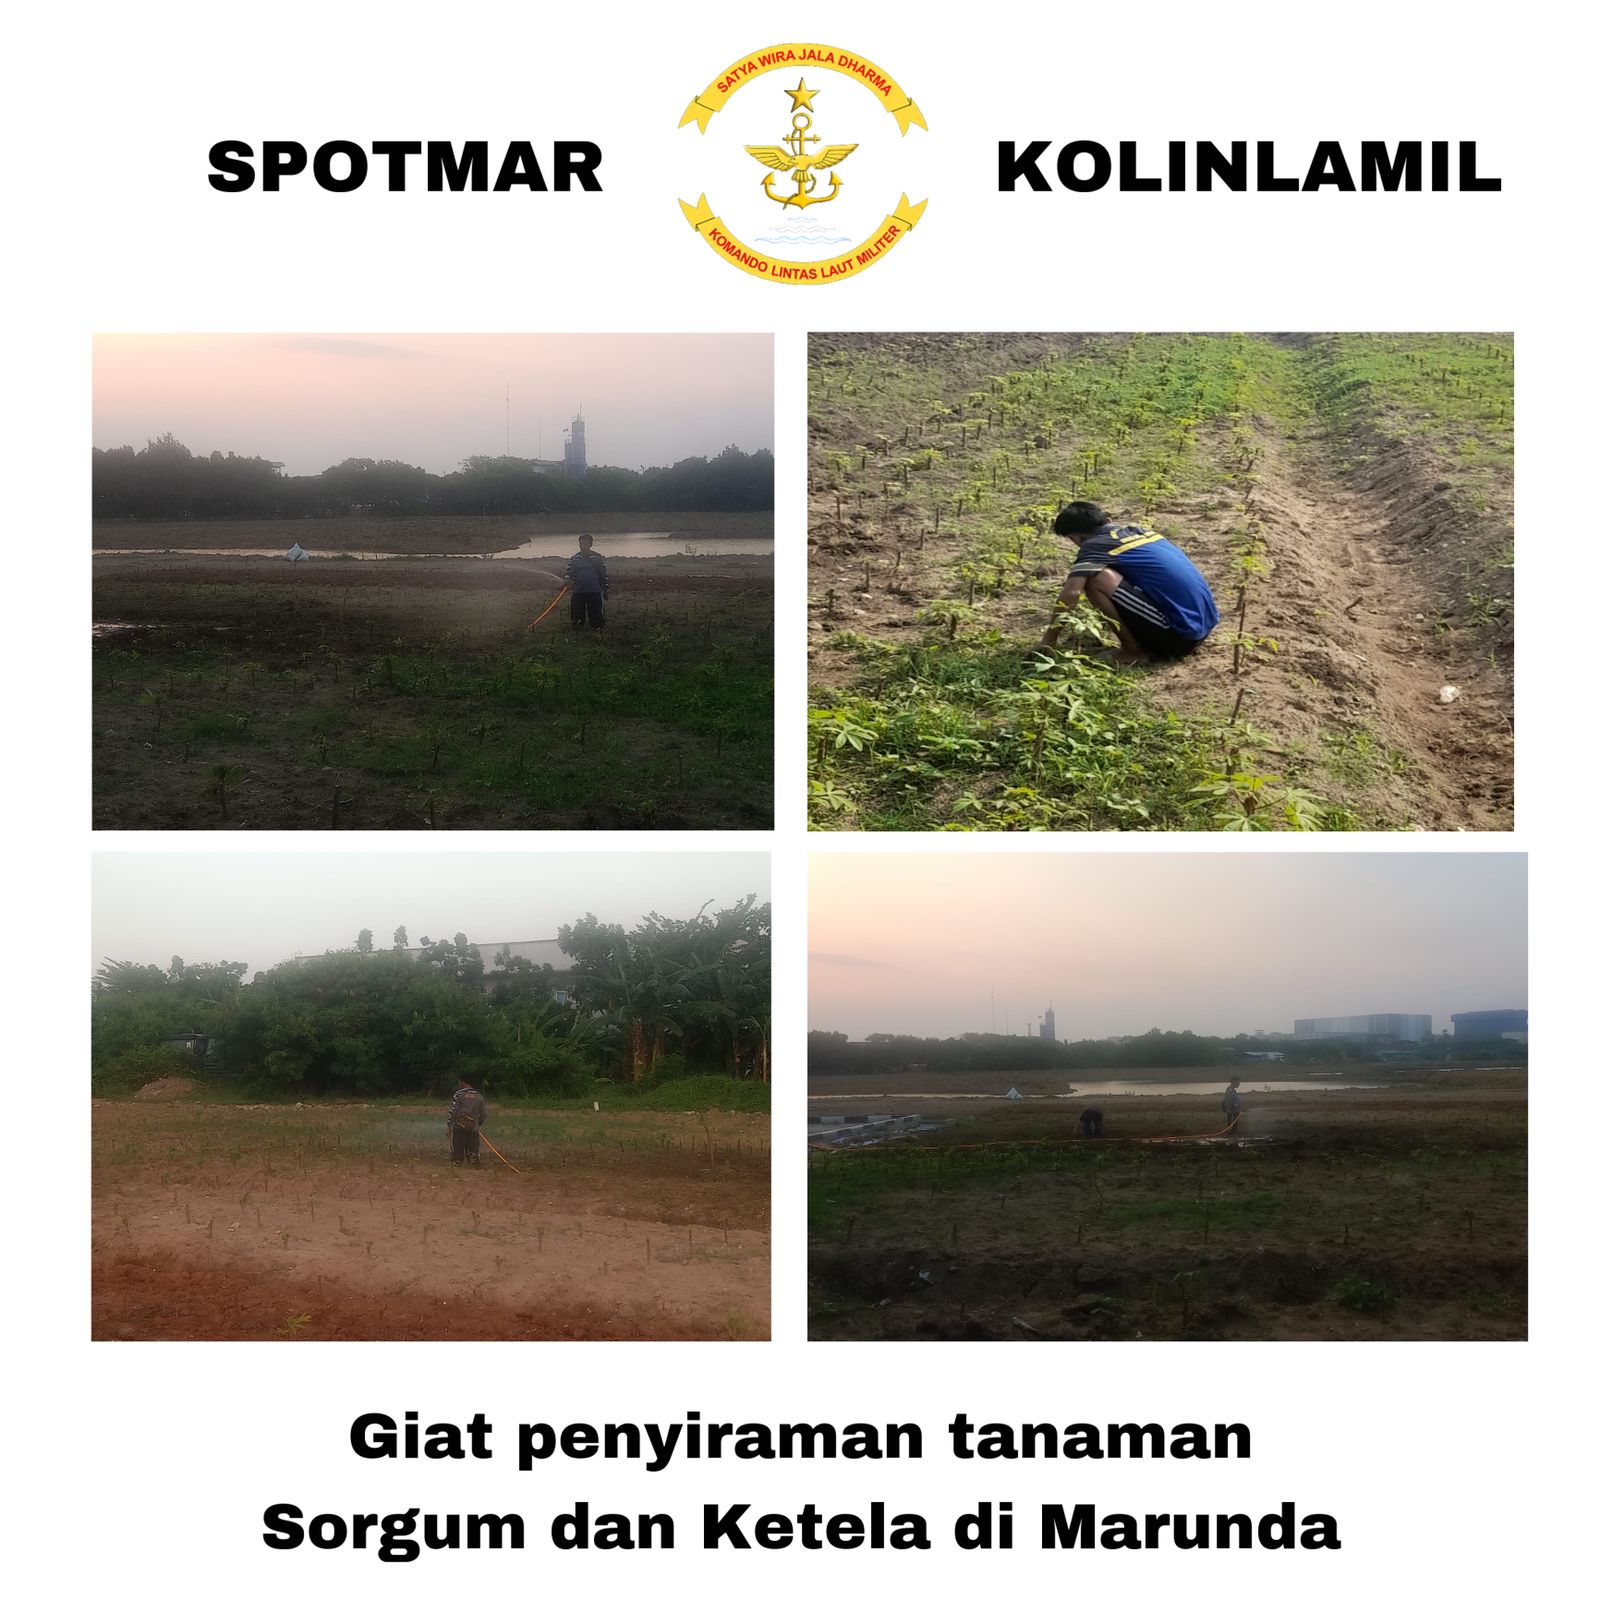 SATYA WIRA JALA DHARMA
SPOTMAR
KOLINLAMIL
KOMANDO LINTAS LAUT MILITER
Giat penyiraman tanaman
Sorgum dan Ketela di Marunda